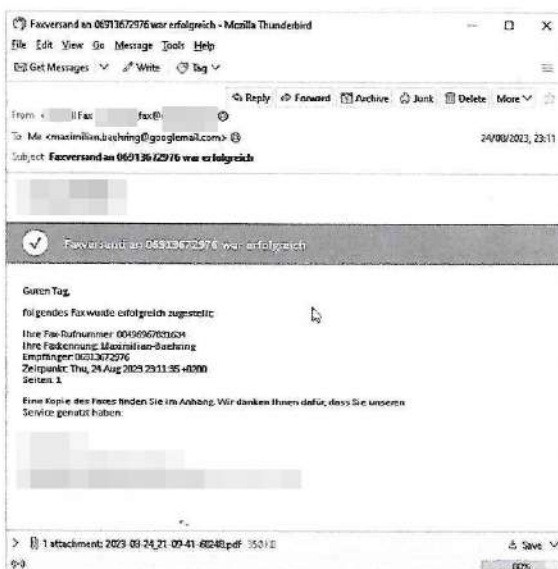 Faxversand an 06913672976 war erfolgreich - Mozilla Thunderbird
File Edit View Go Message Tools Help
Get Messages Write Tag
Reply Forward Archive Junk Delete More
From Fax fax@
To Me <maximilian.baehring@googlemail.com>
24/08/2023, 23:11
Subject Faxversand an 06913672976 war erfolgreich
Faxversand an 06913672976 war erfolgreich
Guten Tag,
folgendes Fax wurde erfolgreich zugestellt:
Ihre Fax-Rufnummer: 00496967831634
Ihre Faxkennung: Maximilian-Baehring
Empfänger: 06913672976
Zeitpunkt: Thu, 24 Aug 2023 23:11:35 +0200
Seiten: 1
Eine Kopie des Faxes finden Sie im Anhang. Wir danken Ihnen dafür, dass Sie unseren
Service genutzt haben.
1 attachment: 2023-08-24_21-09-41-60248.pdf
Save